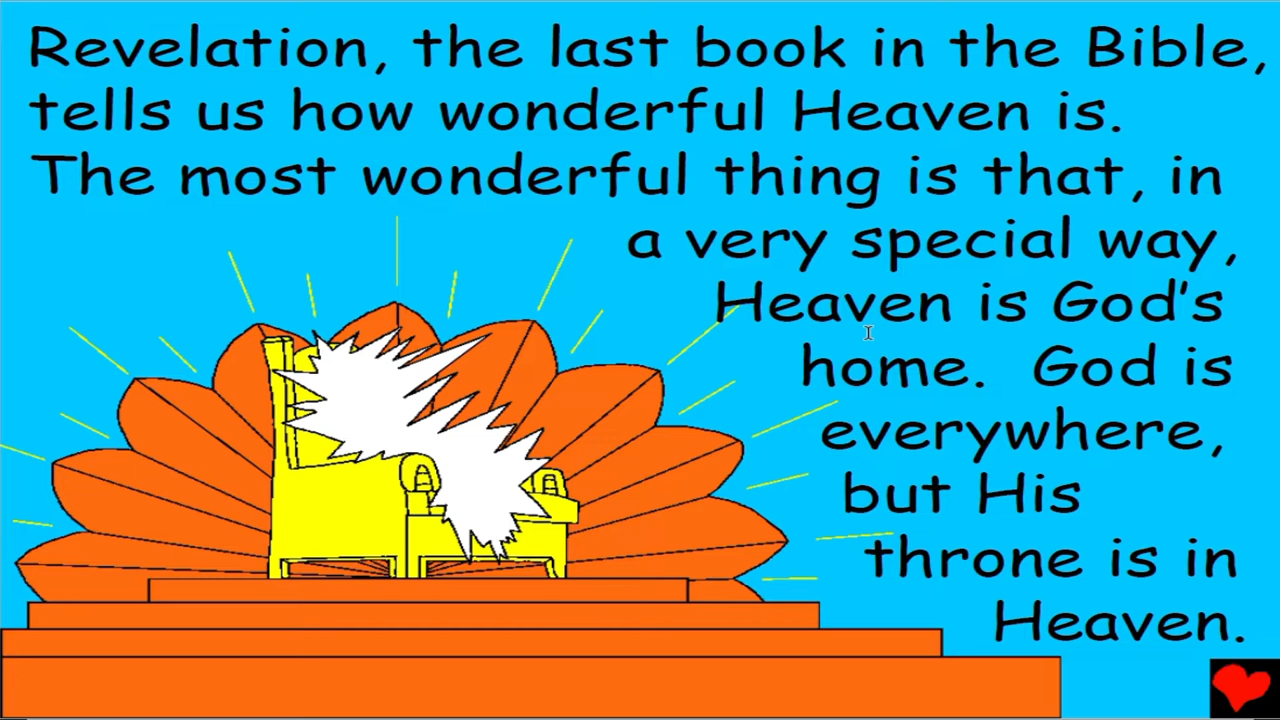 Revelation, the last book in the Bible,
tells us how wonderful Heaven is.
The most wonderful thing is that, in
a very special way,
Heaven is God's
home. God is
everywhere,
but His
throne is in
Heaven.